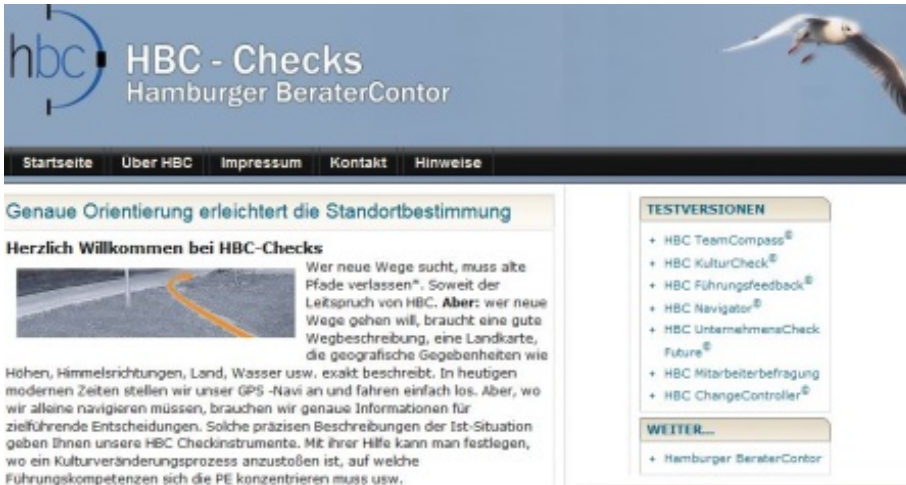 hbc
HBC - Checks
Hamburger BeraterContor
Startseite Über HBC Impressum Kontakt Hinweise
Genaue Orientierung erleichtert die Standortbestimmung
Herzlich Willkommen bei HBC-Checks
Wer neue Wege sucht, muss alte
Pfade verlassen". Soweit der
Leitspruch von HBC. Aber: wer neue
Wege gehen will, braucht eine gute
Wegbeschreibung, eine Landkarte,
die geografische Gegebenheiten wie
Höhen, Himmelsrichtungen, Land, Wasser usw. exakt beschreibt. In heutigen
modernen Zeiten stellen wir unser GPS -Navi an und fahren einfach los. Aber, wo
wir alleine navigieren müssen, brauchen wir genaue Informationen für
zielführende Entscheidungen. Solche präzisen Beschreibungen der Ist-Situation
geben Ihnen unsere HBC Checkinstrumente. Mit ihrer Hilfe kann man festlegen,
wo ein Kulturveränderungsprozess anzustoßen ist, auf welche
Führungskompetenzen sich die PE konzentrieren muss usw.
TESTVERSIONEN
+ HBC TeamCompass©
+ HBC KulturCheck©
+ HBC Führungsfeedback©
+ HBC Navigator©
+ HBC UnternehmensCheck
Future©
+ HBC Mitarbeiterbefragung
+ HBC ChangeController©
WEITER...
+ Hamburger BeraterContor